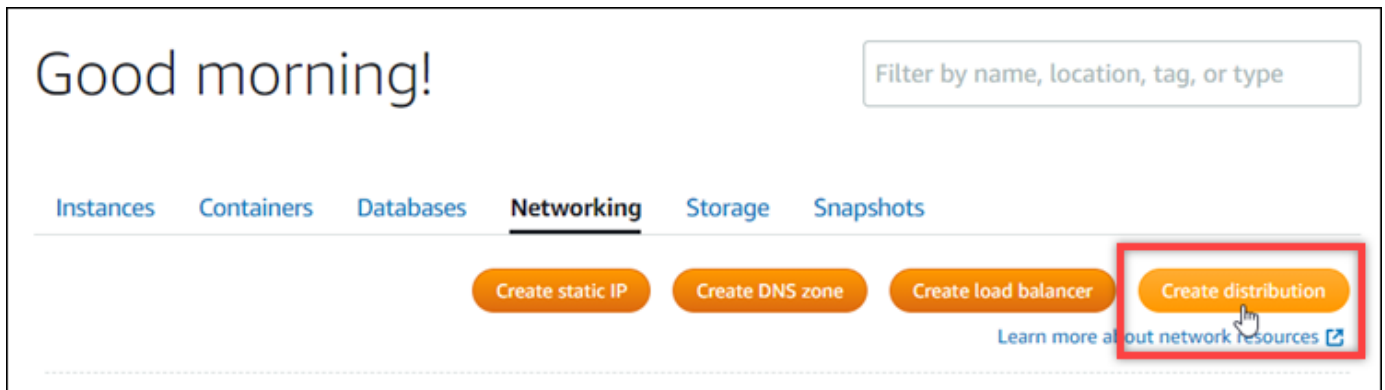 Good morning!
Filter by name, location, tag, or type
Instances Containers Databases Networking Storage Snapshots
Create static IP Create DNS zone Create load balancer Create distribution
Learn more about network resources